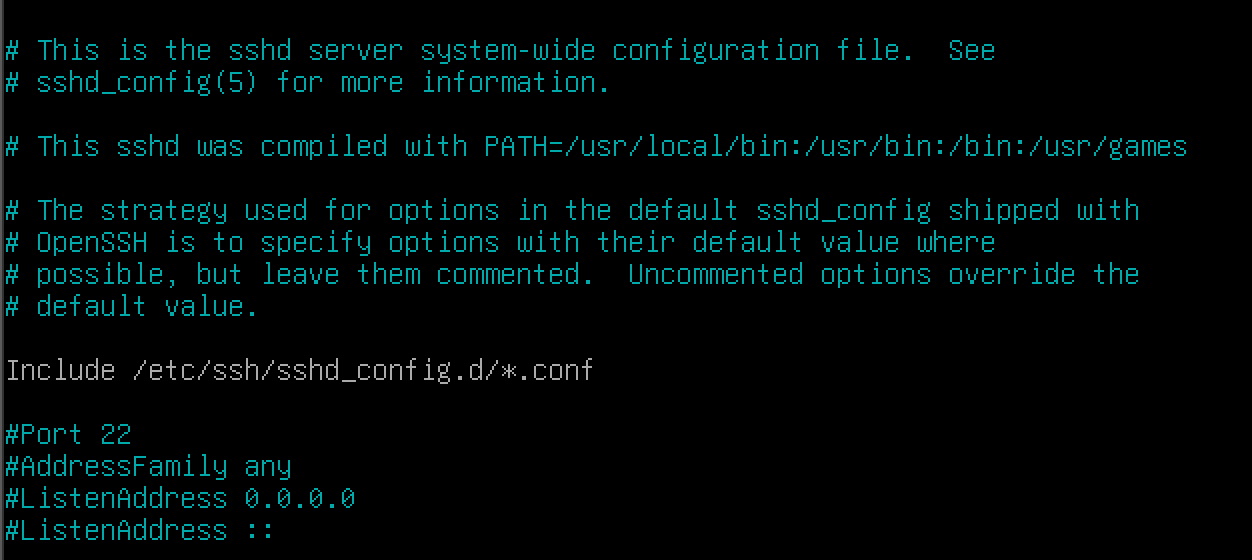 # This is the sshd server system-wide configuration file.  See
# sshd_config(5) for more information.
# This sshd was compiled with PATH=/usr/local/bin:/usr/bin:/bin:/usr/games
# The strategy used for options in the default sshd_config shipped with
# OpenSSH is to specify options with their default value where
# possible, but leave them commented.  Uncommented options override the
# default value.
Include /etc/ssh/sshd_config.d/*.conf
#Port 22
#AddressFamily any
#ListenAddress 0.0.0.0
#ListenAddress ::